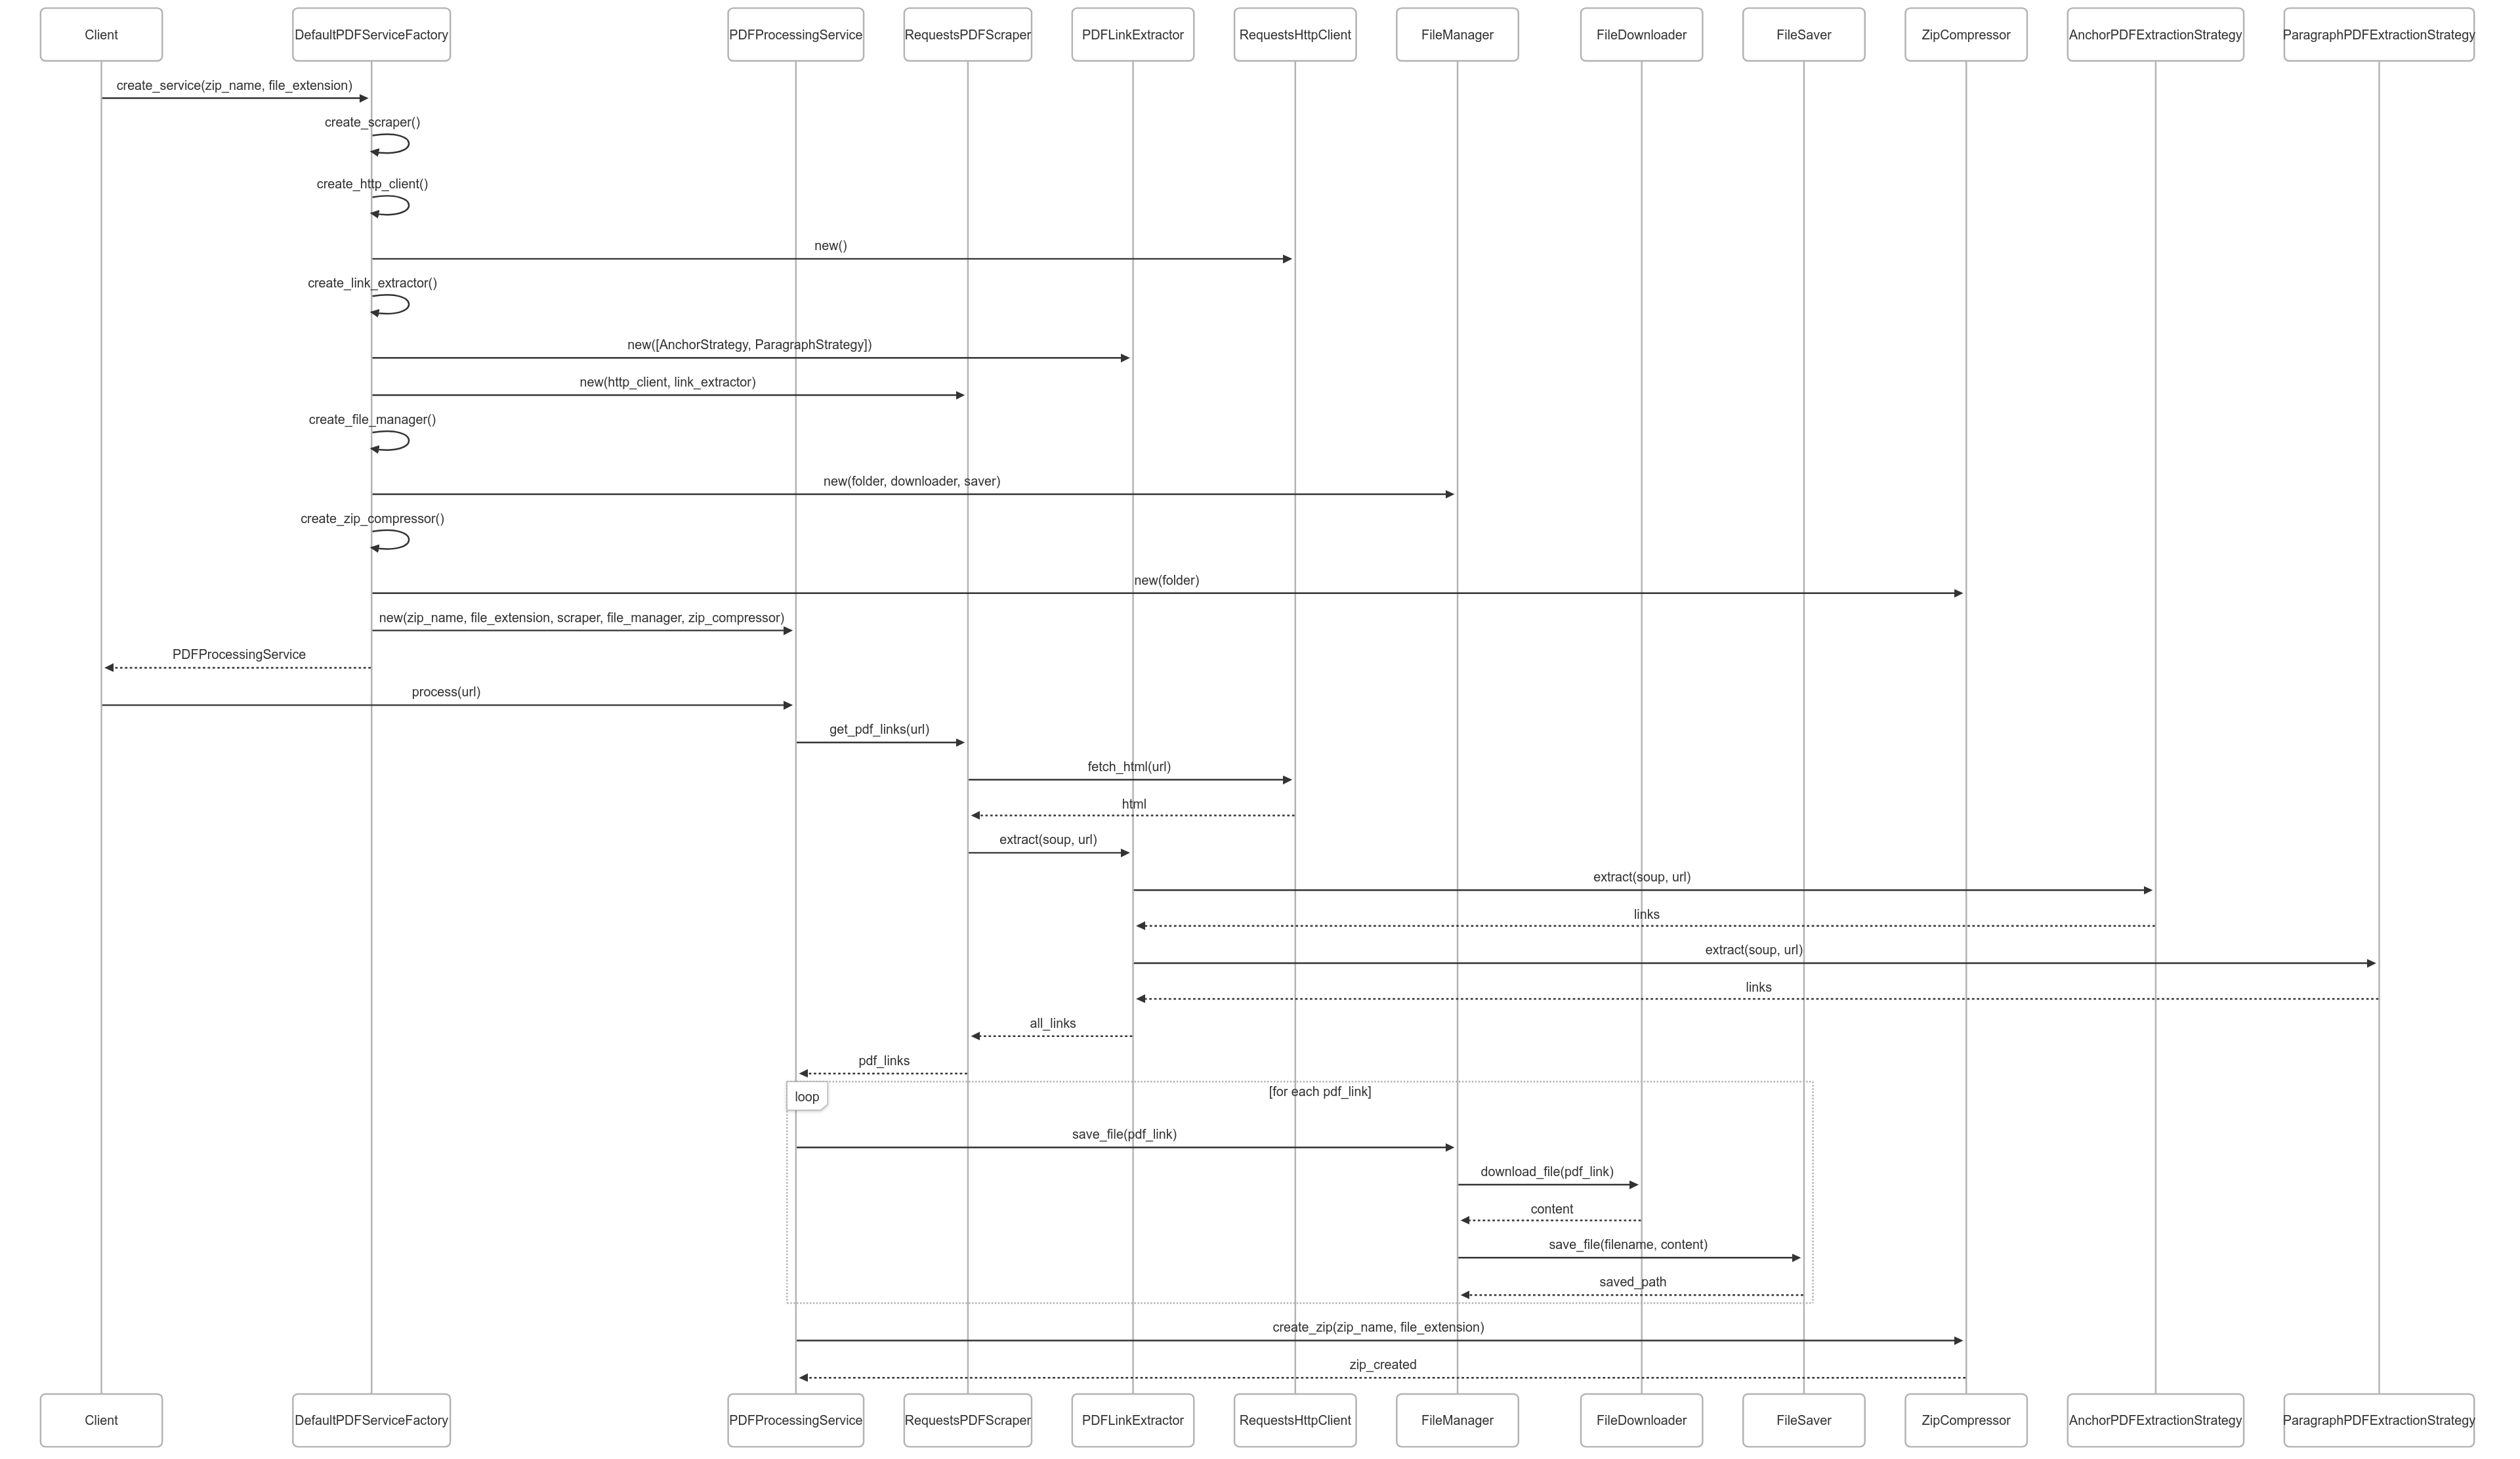 Client
DefaultPDFServiceFactory
PDFProcessingService
RequestsPDFScraper
PDFLinkExtractor
RequestsHttpClient
FileManager
FileDownloader
FileSaver
ZipCompressor
AnchorPDFExtractionStrategy
ParagraphPDFExtractionStrategy
create_service(zip_name, file_extension)
create_scraper()
create_http_client()
new()
create_link_extractor()
new([AnchorStrategy, ParagraphStrategy])
new(http_client, link_extractor)
create_file_manager()
new(folder, downloader, saver)
create_zip_compressor()
new(folder)
new(zip_name, file_extension, scraper, file_manager, zip_compressor)
PDFProcessingService
process(url)
get_pdf_links(url)
fetch_html(url)
html
extract(soup, url)
extract(soup, url)
links
extract(soup, url)
links
all_links
pdf_links
loop
[for each pdf_link]
save_file(pdf_link)
download_file(pdf_link)
content
save_file(filename, content)
saved_path
create_zip(zip_name, file_extension)
zip_created
Client
DefaultPDFServiceFactory
PDFProcessingService
RequestsPDFScraper
PDFLinkExtractor
RequestsHttpClient
FileManager
FileDownloader
FileSaver
ZipCompressor
AnchorPDFExtractionStrategy
ParagraphPDFExtractionStrategy